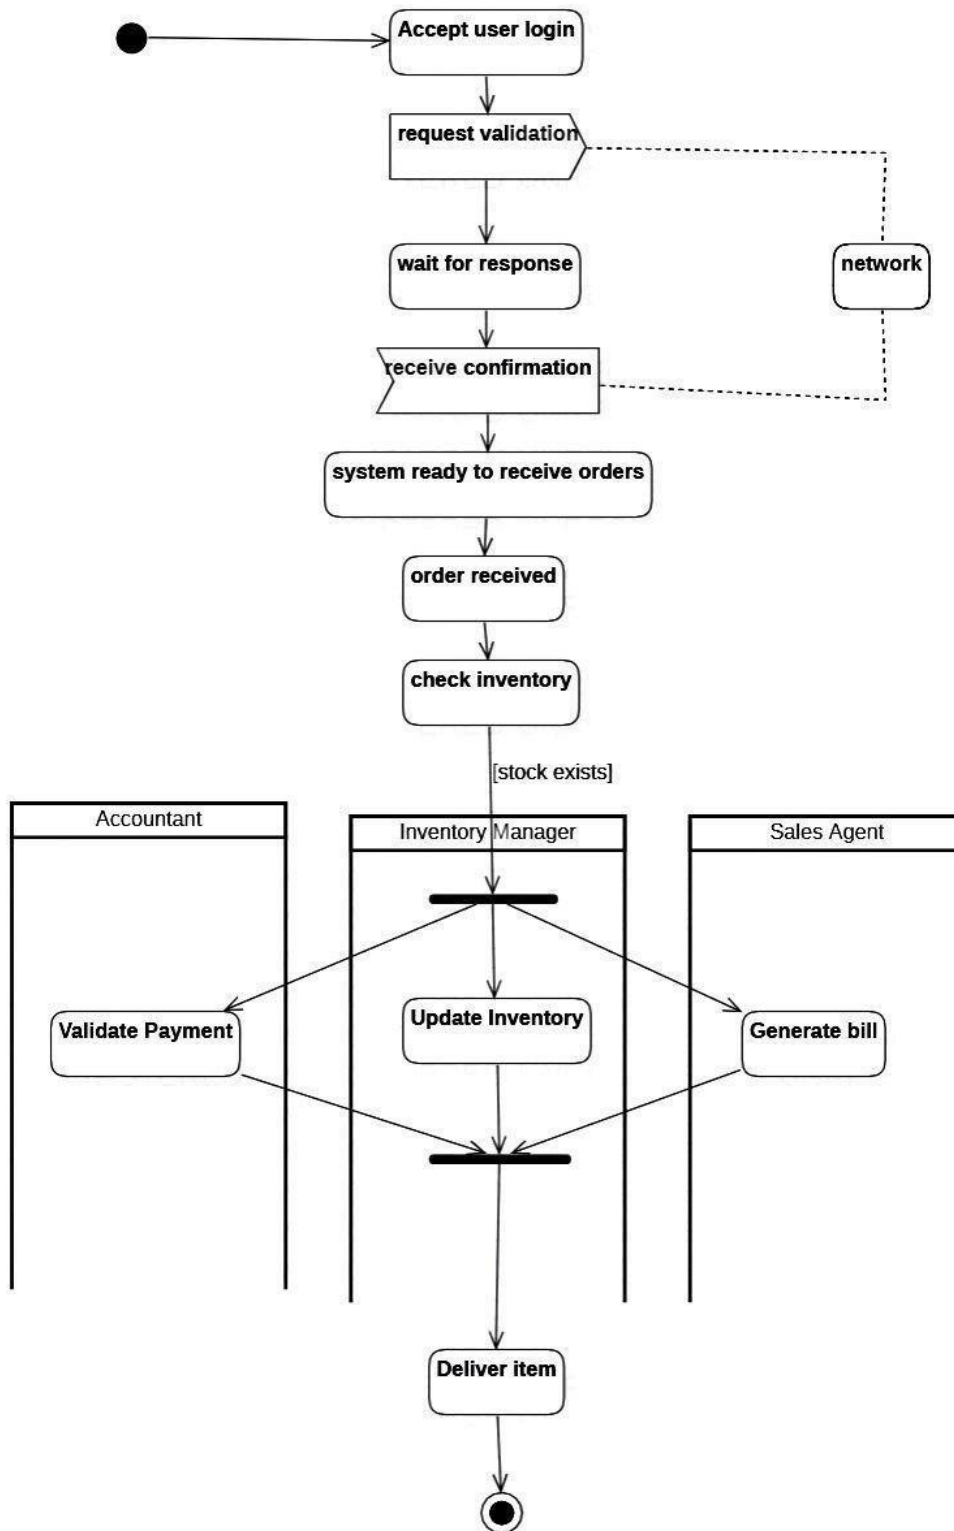 Accept user login
request validation
wait for response
network
receive confirmation
system ready to receive orders
order received
check inventory
[stock exists]
Accountant
Inventory Manager
Sales Agent
Validate Payment
Update Inventory
Generate bill
Deliver item